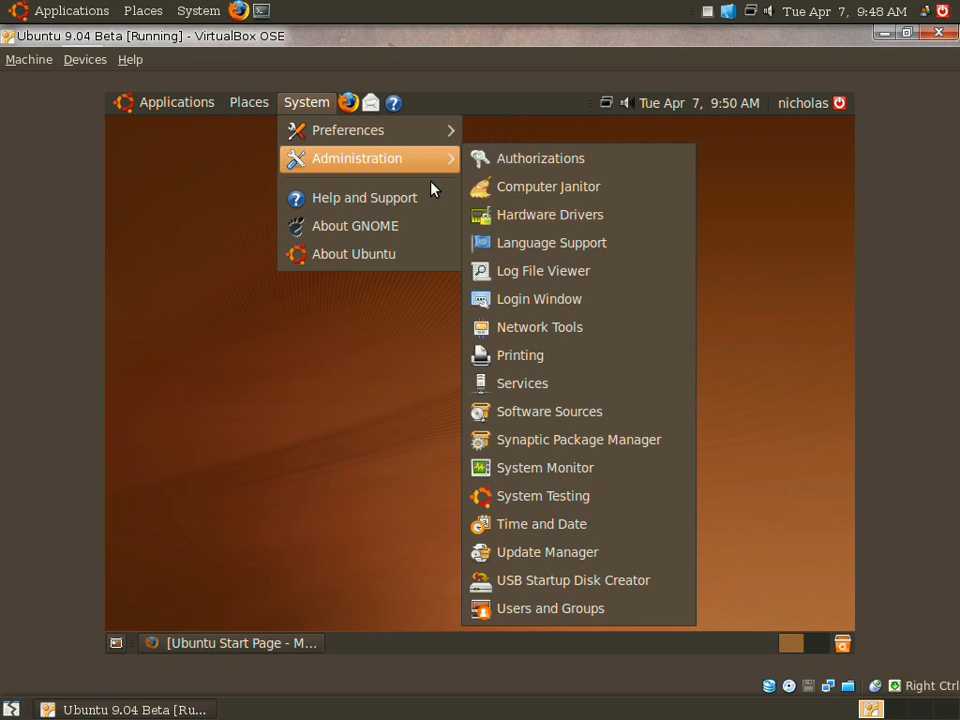 Applications Places System Tue Apr 7, 9:48 AM
Ubuntu 9.04 Beta [Running] - VirtualBox OSE
Machine Devices Help
Applications Places System Tue Apr 7, 9:50 AM nicholas
Preferences
Administration
Help and Support
About GNOME
About Ubuntu
Authorizations
Computer Janitor
Hardware Drivers
Language Support
Log File Viewer
Login Window
Network Tools
Printing
Services
Software Sources
Synaptic Package Manager
System Monitor
System Testing
Time and Date
Update Manager
USB Startup Disk Creator
Users and Groups
[Ubuntu Start Page - M...
Right Ctrl
Ubuntu 9.04 Beta [Ru...